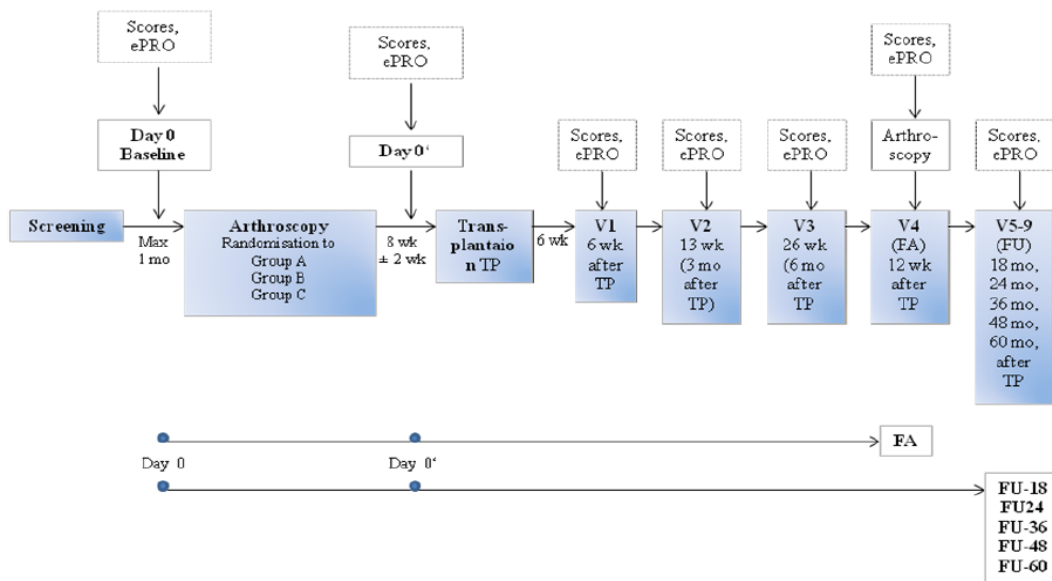 Scores,
ePRO
Scores,
ePRO
Scores,
ePRO
Day 0
Baseline
Day 0‘
Scores,
ePRO
Scores,
ePRO
Scores,
ePRO
Arthro-
scopy
Scores,
ePRO
Screening
Max
1 mo
Arthroscopy
Randomisation to
Group A
Group B
Group C
8 wk
± 2 wk
Trans-
plantaio
n TP
6 wk
V1
6 wk
after
TP
V2
13 wk
(3 mo
after
TP)
V3
26 wk
(6 mo
after
TP
V4
(FA)
12 wk
after
TP
V5-9
(FU)
18 mo,
24 mo,
36 mo,
48 mo,
60 mo,
after
TP
FA
Day 0
Day 0‘
FU-18
FU24
FU-36
FU-48
FU-60